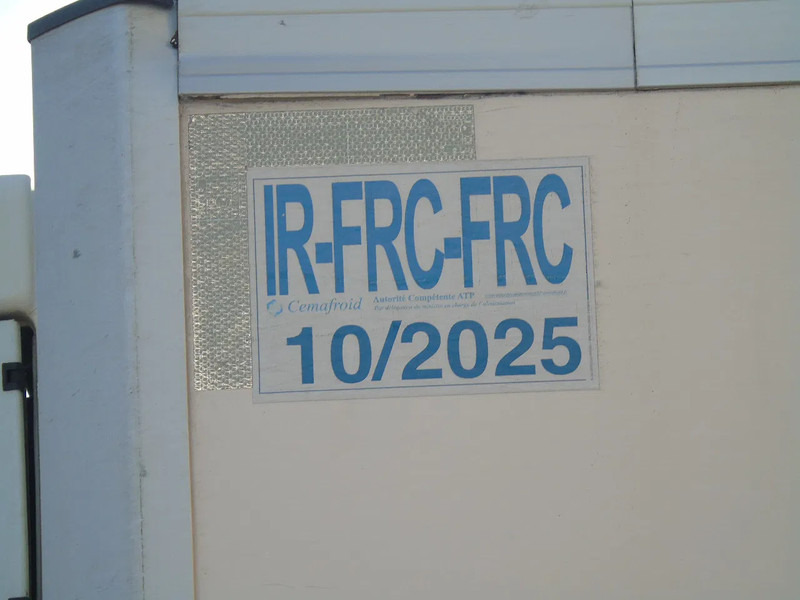 IR-FRC-FRC
Cemafroid Autorité Compétente ATP
10/2025